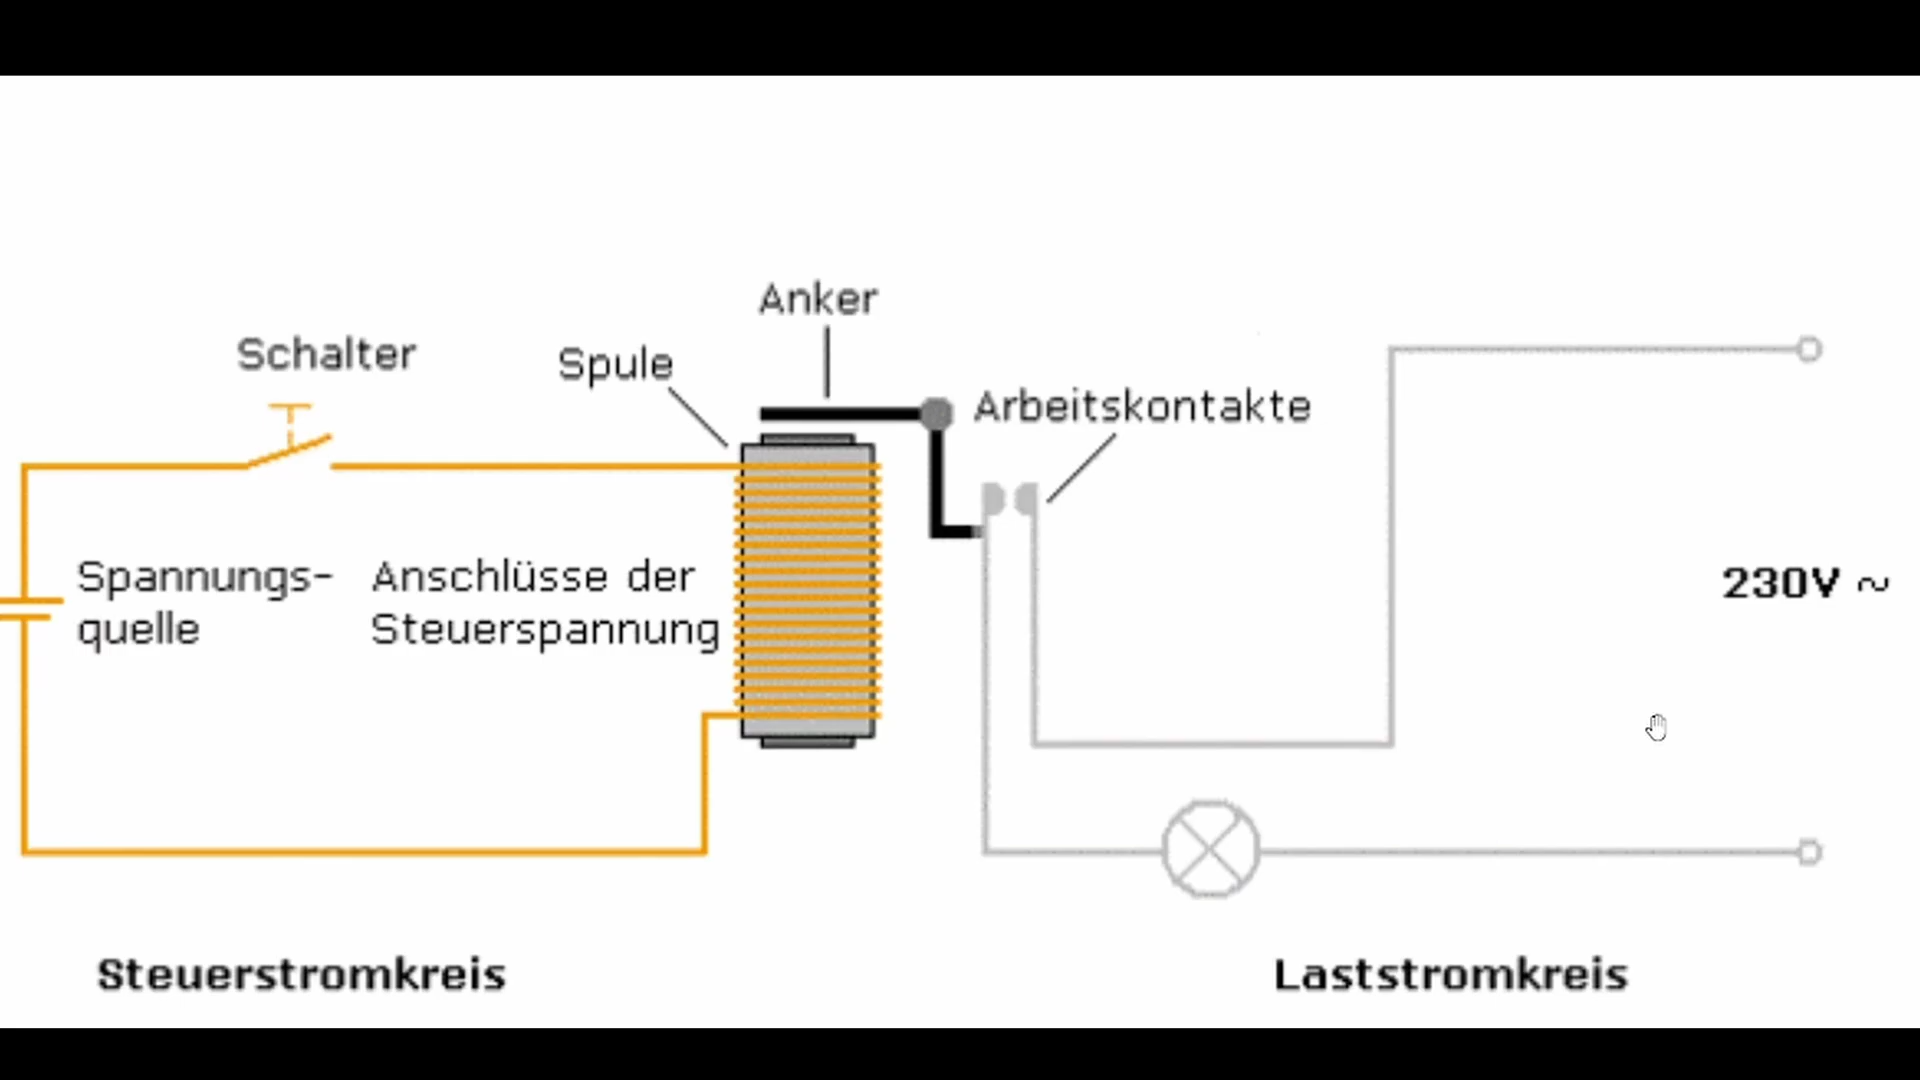 Anker
Schalter
Spule
Arbeitskontakte
Spannungs-
quelle
Anschlüsse der
Steuerspannung
230V ~
Steuerstromkreis
Laststromkreis